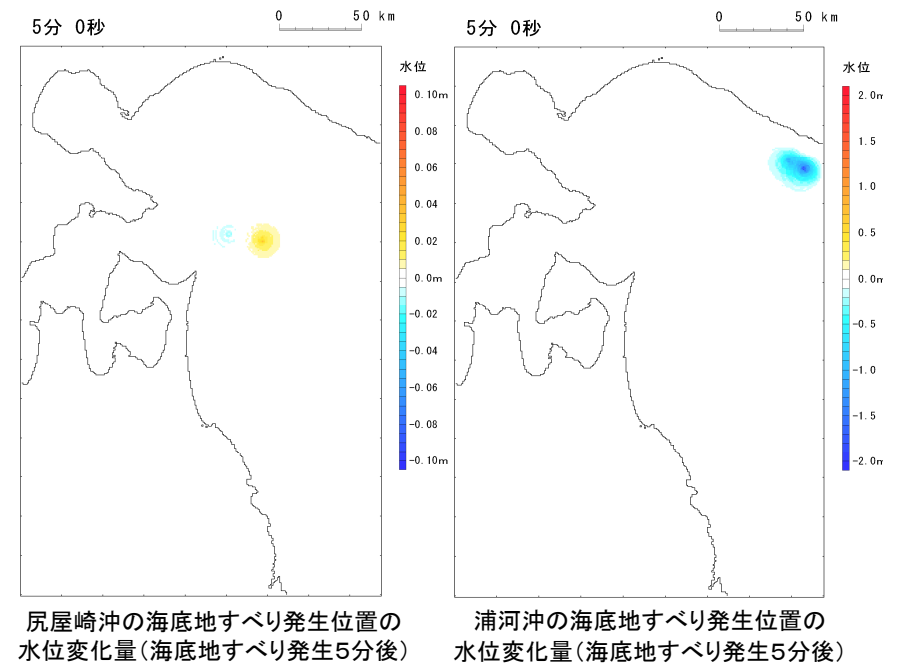 5分 0秒
0 50 km
水位
0.10m
0.08
0.06
0.04
0.02
0.0m
-0.02
-0.04
-0.06
-0.08
-0.10m
尻屋崎沖の海底地すべり発生位置の
水位変化量(海底地すべり発生5分後)
5分 0秒
0 50 km
水位
2.0m
1.5
1.0
0.5
0.0m
-0.5
-1.0
-1.5
-2.0m
浦河沖の海底地すべり発生位置の
水位変化量(海底地すべり発生5分後)